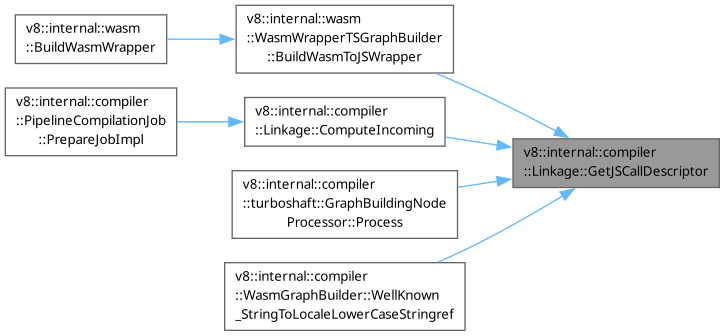 v8::internal::wasm
::BuildWasmWrapper
v8::internal::wasm
::WasmWrapperTSGraphBuilder
::BuildWasmToJSWrapper
v8::internal::compiler
::PipelineCompilationJob
::PrepareJobImpl
v8::internal::compiler
::Linkage::ComputeIncoming
v8::internal::compiler
::Linkage::GetJSCallDescriptor
v8::internal::compiler
::turboshaft::GraphBuildingNode
Processor::Process
v8::internal::compiler
::WasmGraphBuilder::WellKnown
_StringToLocaleLowerCaseStringref